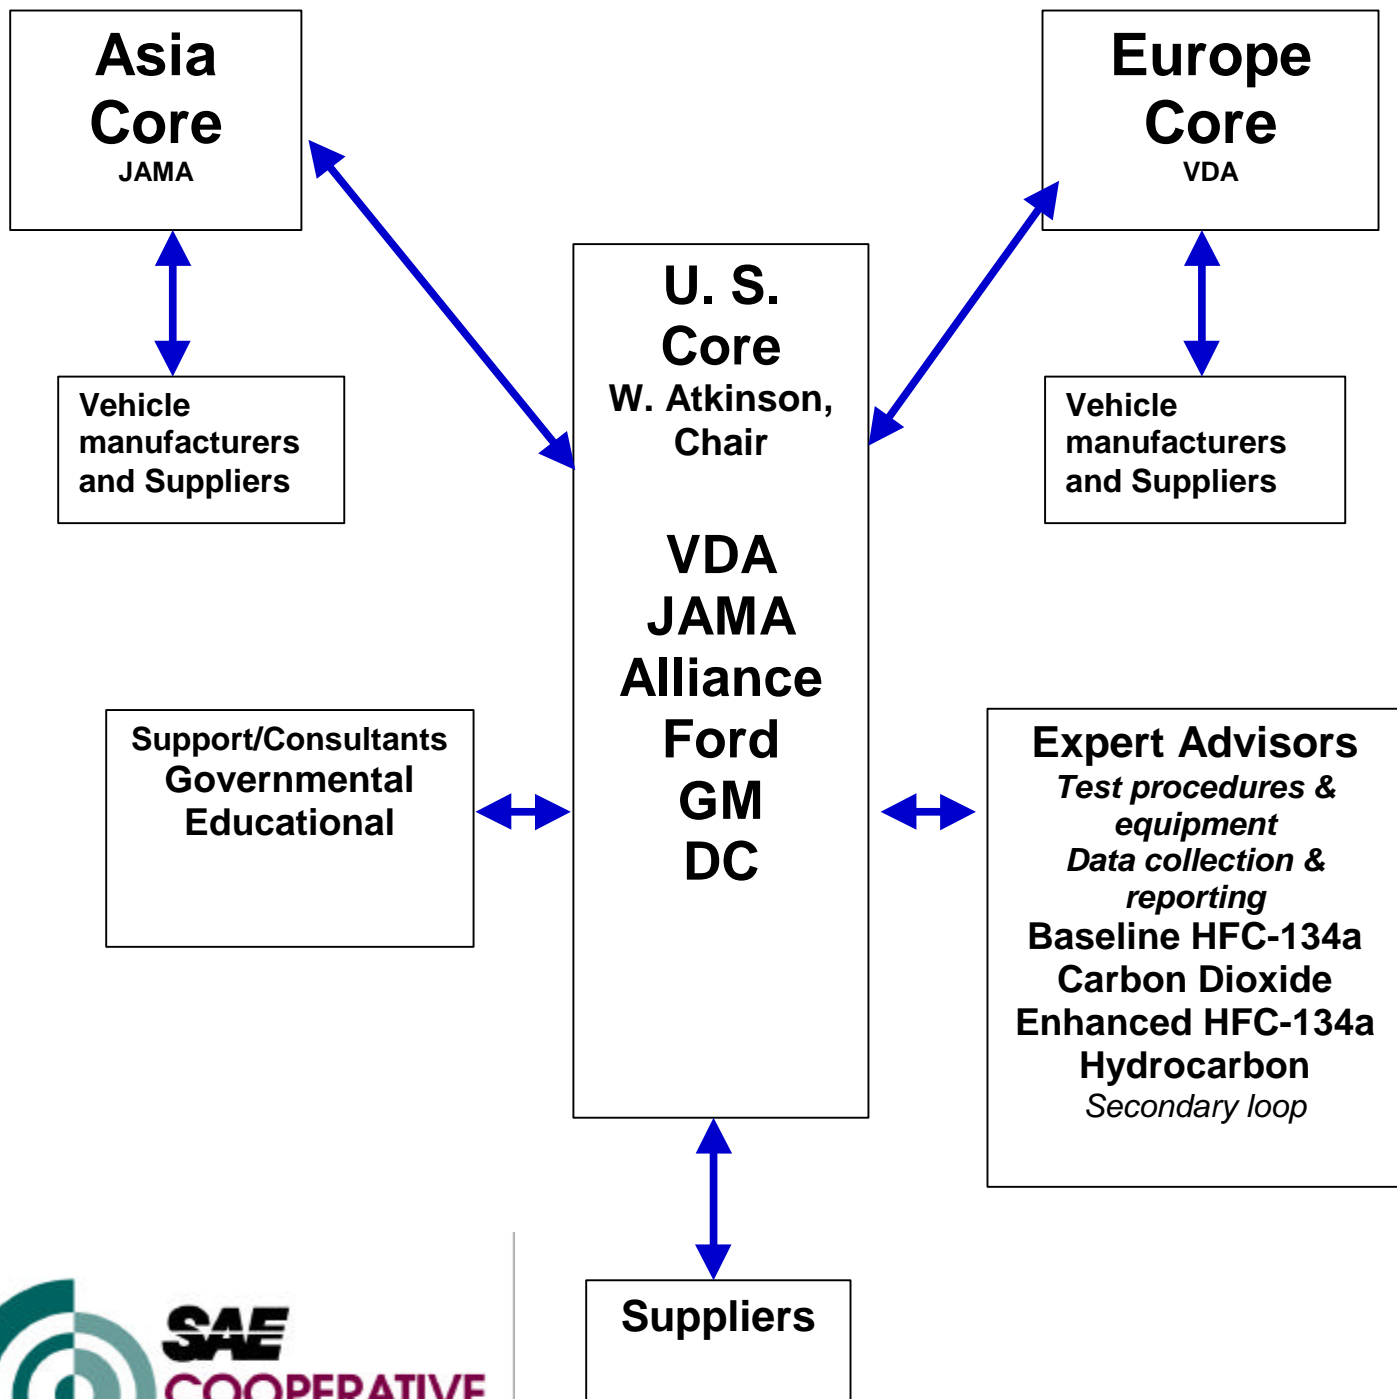 Asia
Core
JAMA
Europe
Core
VDA
U. S.
Core
W. Atkinson,
Chair
VDA
JAMA
Alliance
Ford
GM
DC
Vehicle
manufacturers
and Suppliers
Vehicle
manufacturers
and Suppliers
Support/Consultants
Governmental
Educational
Expert Advisors
Test procedures &
equipment
Data collection &
reporting
Baseline HFC-134a
Carbon Dioxide
Enhanced HFC-134a
Hydrocarbon
Secondary loop
Suppliers
SAE
COOPERATIVE